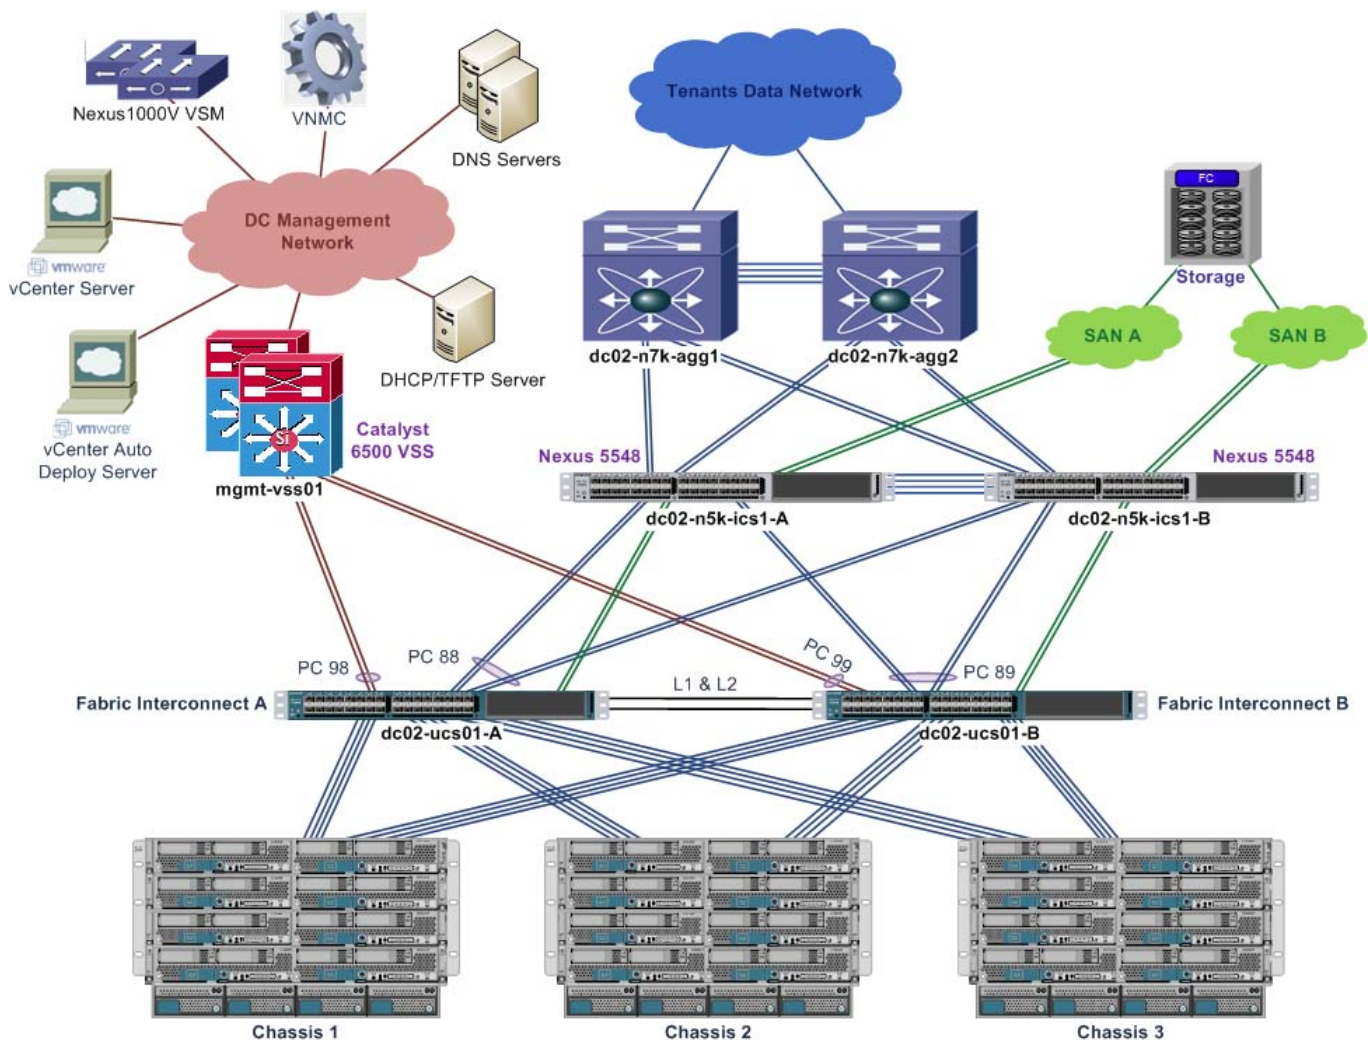 Nexus1000V VSM
VNMC
DNS Servers
Tenants Data Network
FC
Storage
DC Management
Network
vmware
vCenter Server
SAN A
SAN B
dc02-n7k-agg1
dc02-n7k-agg2
DHCP/TFTP Server
vmware
vCenter Auto
Deploy Server
Si
Catalyst
6500 VSS
mgmt-vss01
Nexus 5548
Nexus 5548
dc02-n5k-ics1-A
dc02-n5k-ics1-B
PC 98
PC 88
PC 99
PC 89
L1 & L2
Fabric Interconnect A
Fabric Interconnect B
dc02-ucs01-A
dc02-ucs01-B
Chassis 1
Chassis 2
Chassis 3